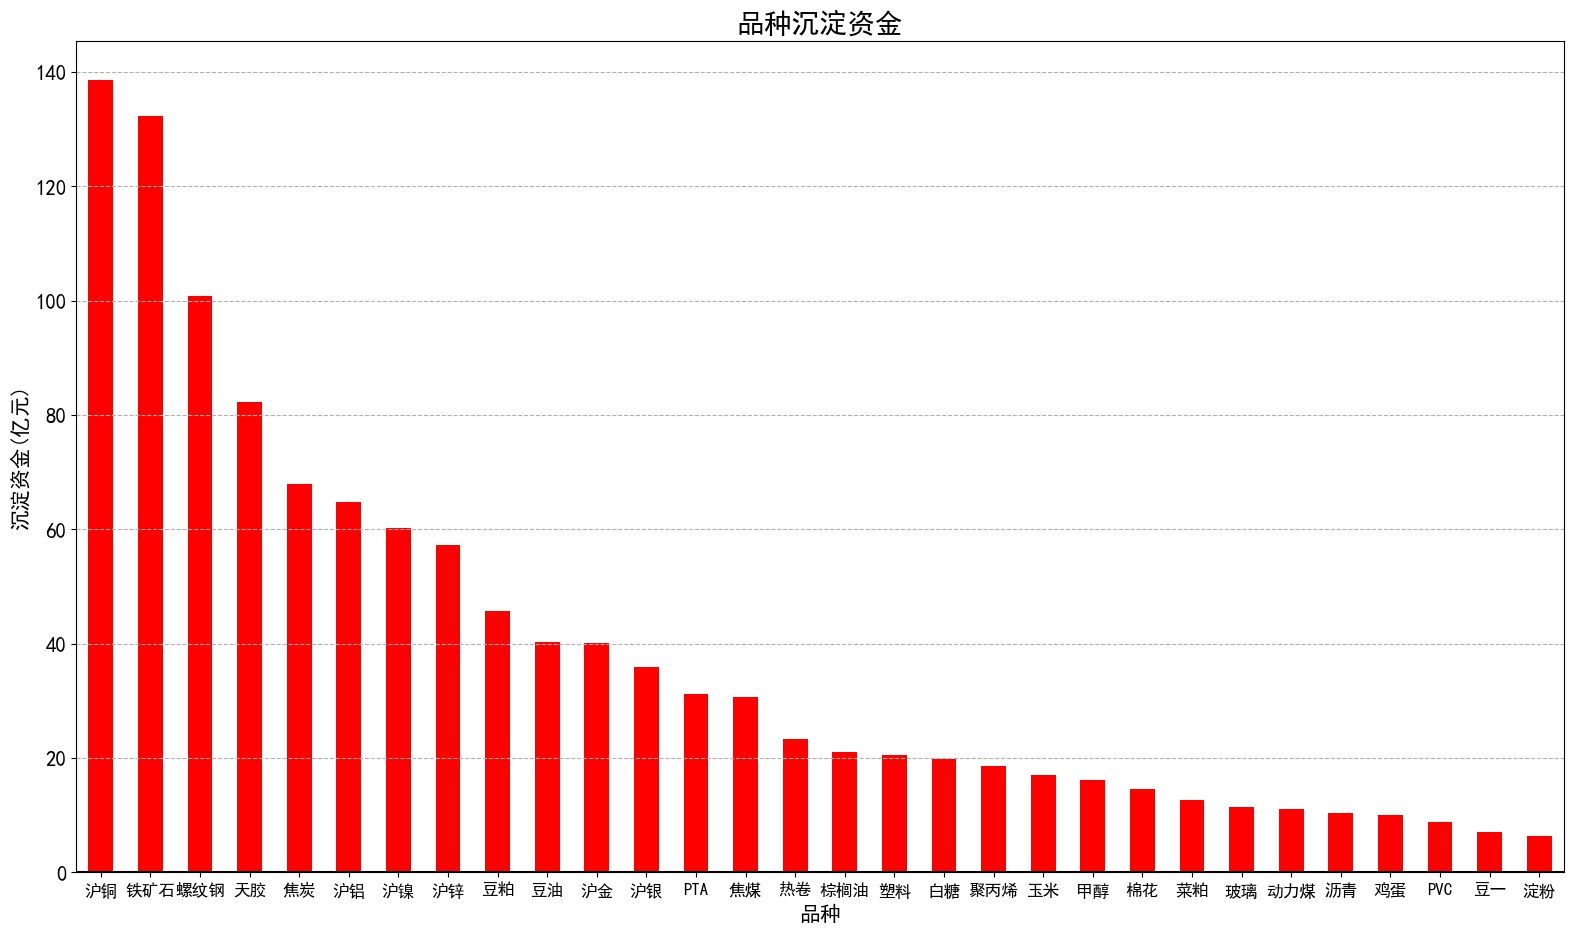 品种沉淀资金
沉淀资金(亿元)
140
120
100
80
60
40
20
0
沪铜 铁矿石 螺纹钢 天胶 焦炭 沪铝 沪镍 沪锌 豆粕 豆油 沪金 沪银 PTA 焦煤 热卷 棕榈油 塑料 白糖 聚丙烯 玉米 甲醇 棉花 菜粕 玻璃 动力煤 沥青 鸡蛋 PVC 豆一 淀粉
品种